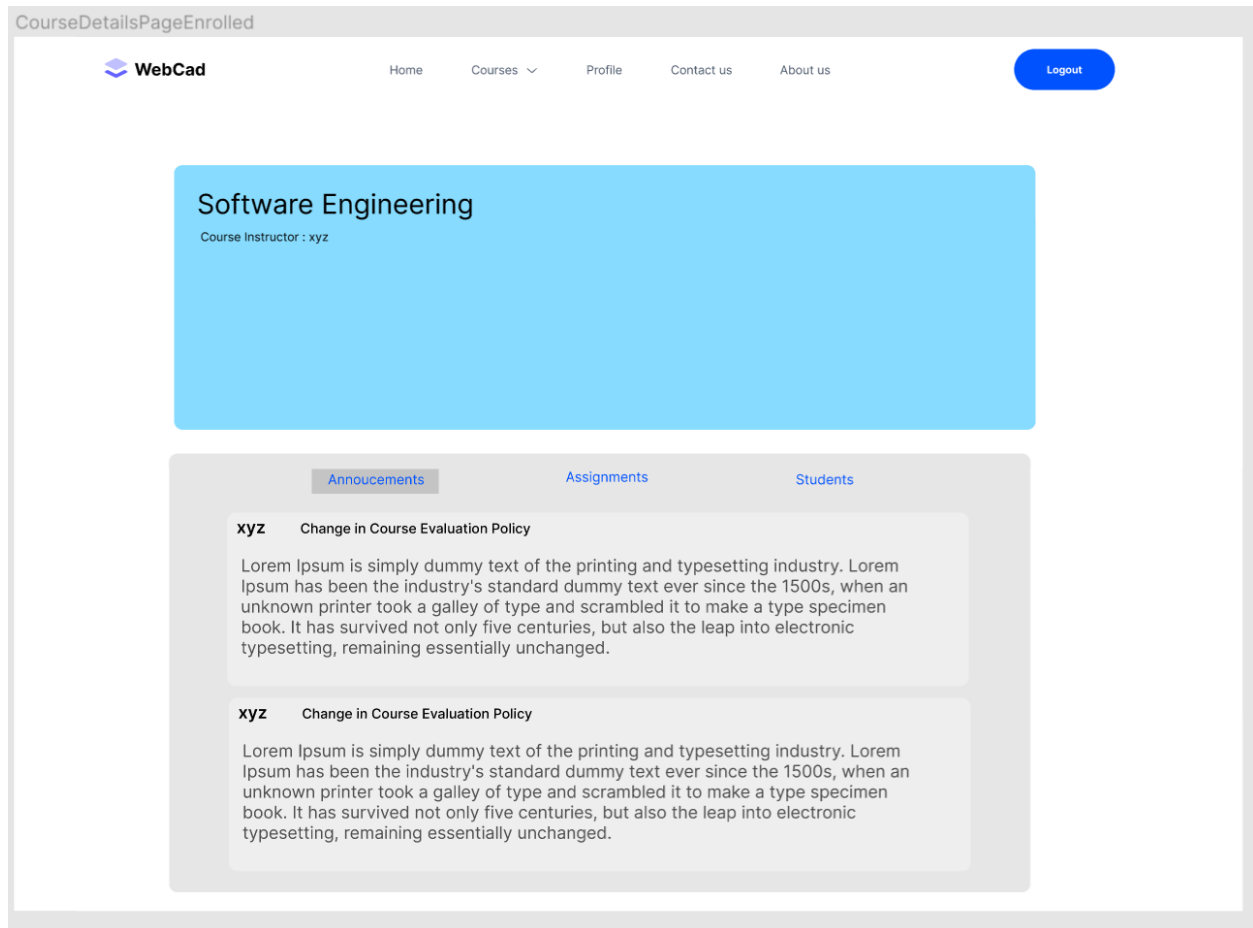 CourseDetailsPageEnrolled
WebCad
Home
Courses
Profile
Contact us
About us
Logout
Software Engineering
Course Instructor : xyz
Annoucements
Assignments
Students
xyz
Change in Course Evaluation Policy
Lorem Ipsum is simply dummy text of the printing and typesetting industry. Lorem
Ipsum has been the industry's standard dummy text ever since the 1500s, when an
unknown printer took a galley of type and scrambled it to make a type specimen
book. It has survived not only five centuries, but also the leap into electronic
typesetting, remaining essentially unchanged.
xyz
Change in Course Evaluation Policy
Lorem Ipsum is simply dummy text of the printing and typesetting industry. Lorem
Ipsum has been the industry's standard dummy text ever since the 1500s, when an
unknown printer took a galley of type and scrambled it to make a type specimen
book. It has survived not only five centuries, but also the leap into electronic
typesetting, remaining essentially unchanged.